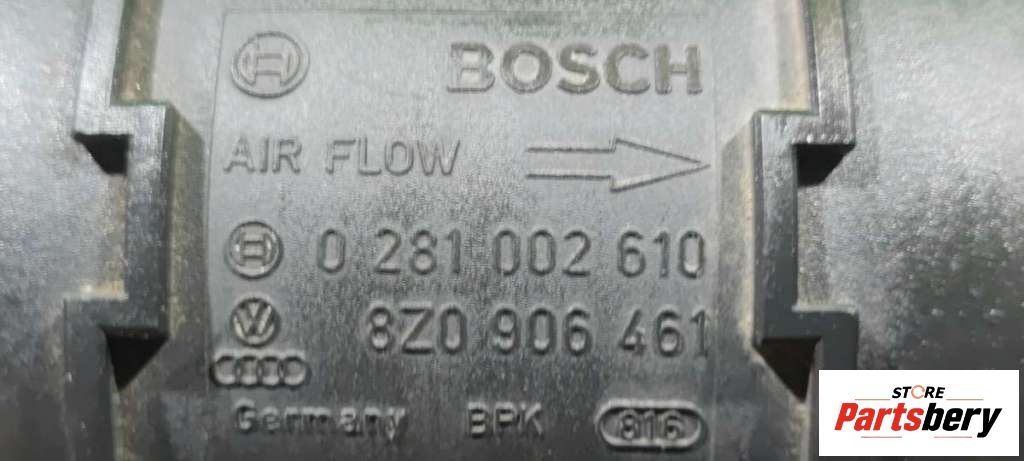 BOSCH
AIR FLOW
0 281 002 610
8Z0 906 461
Germany BPK 816
STORE
Partsbery